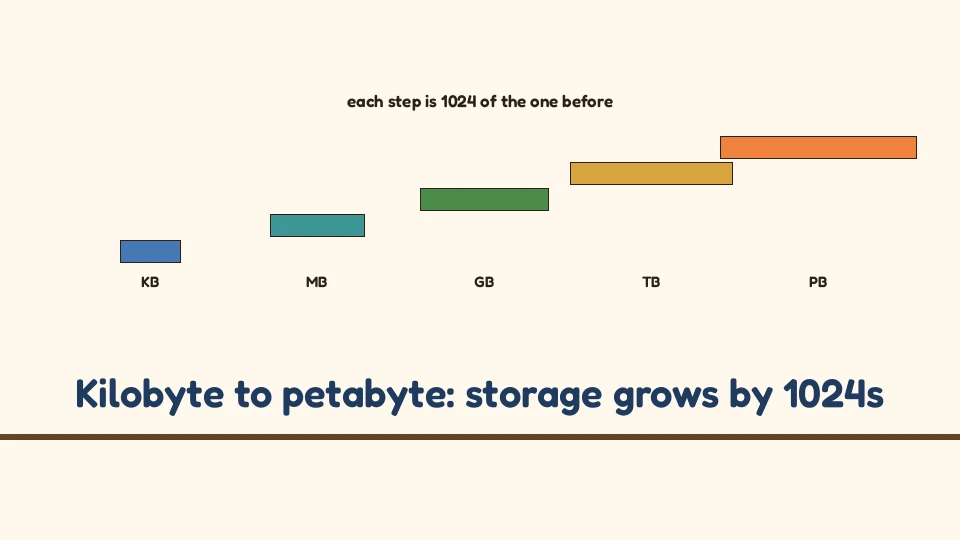 each step is 1024 of the one before
KB MB GB TB PB
Kilobyte to petabyte: storage grows by 1024s